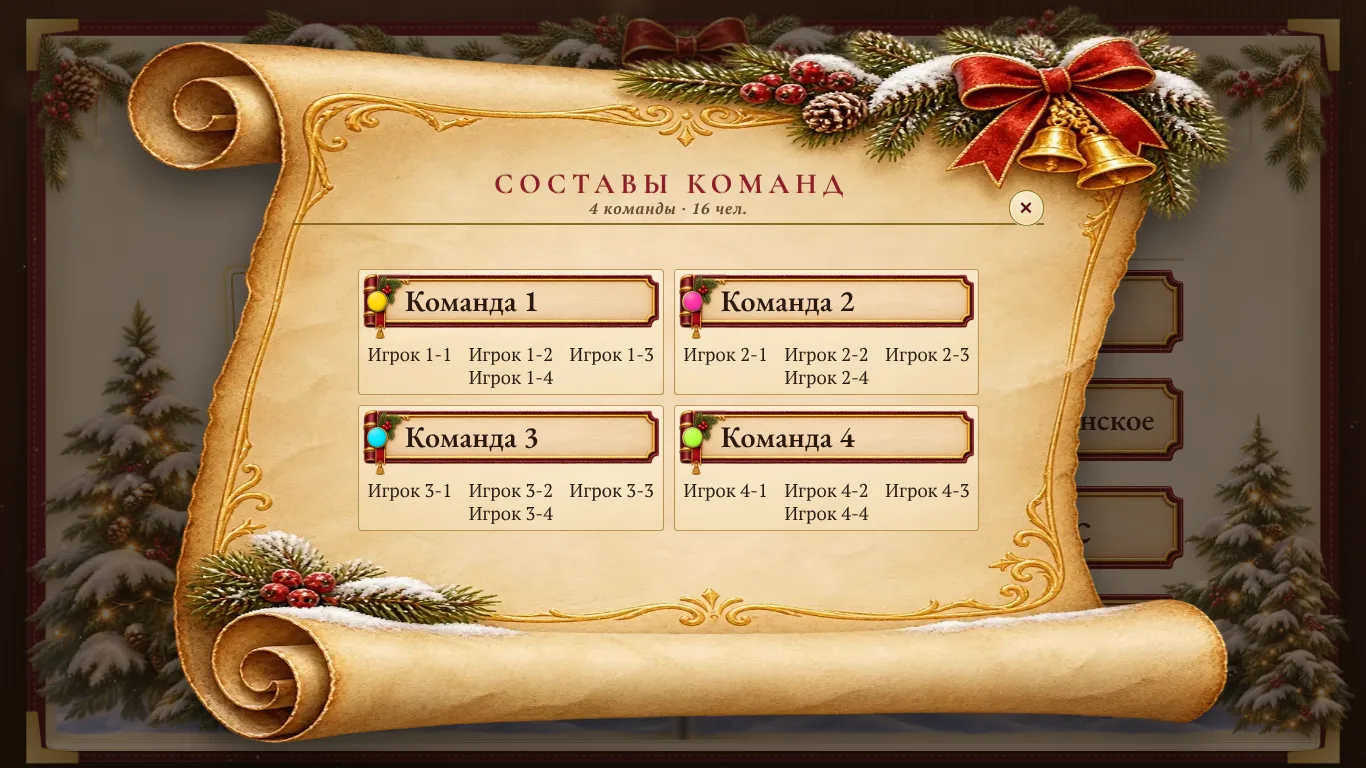 СОСТАВЫ КОМАНД
4 команды · 16 чел.
×
Команда 1
Игрок 1-1 Игрок 1-2 Игрок 1-3
Игрок 1-4
Команда 2
Игрок 2-1 Игрок 2-2 Игрок 2-3
Игрок 2-4
Команда 3
Игрок 3-1 Игрок 3-2 Игрок 3-3
Игрок 3-4
Команда 4
Игрок 4-1 Игрок 4-2 Игрок 4-3
Игрок 4-4